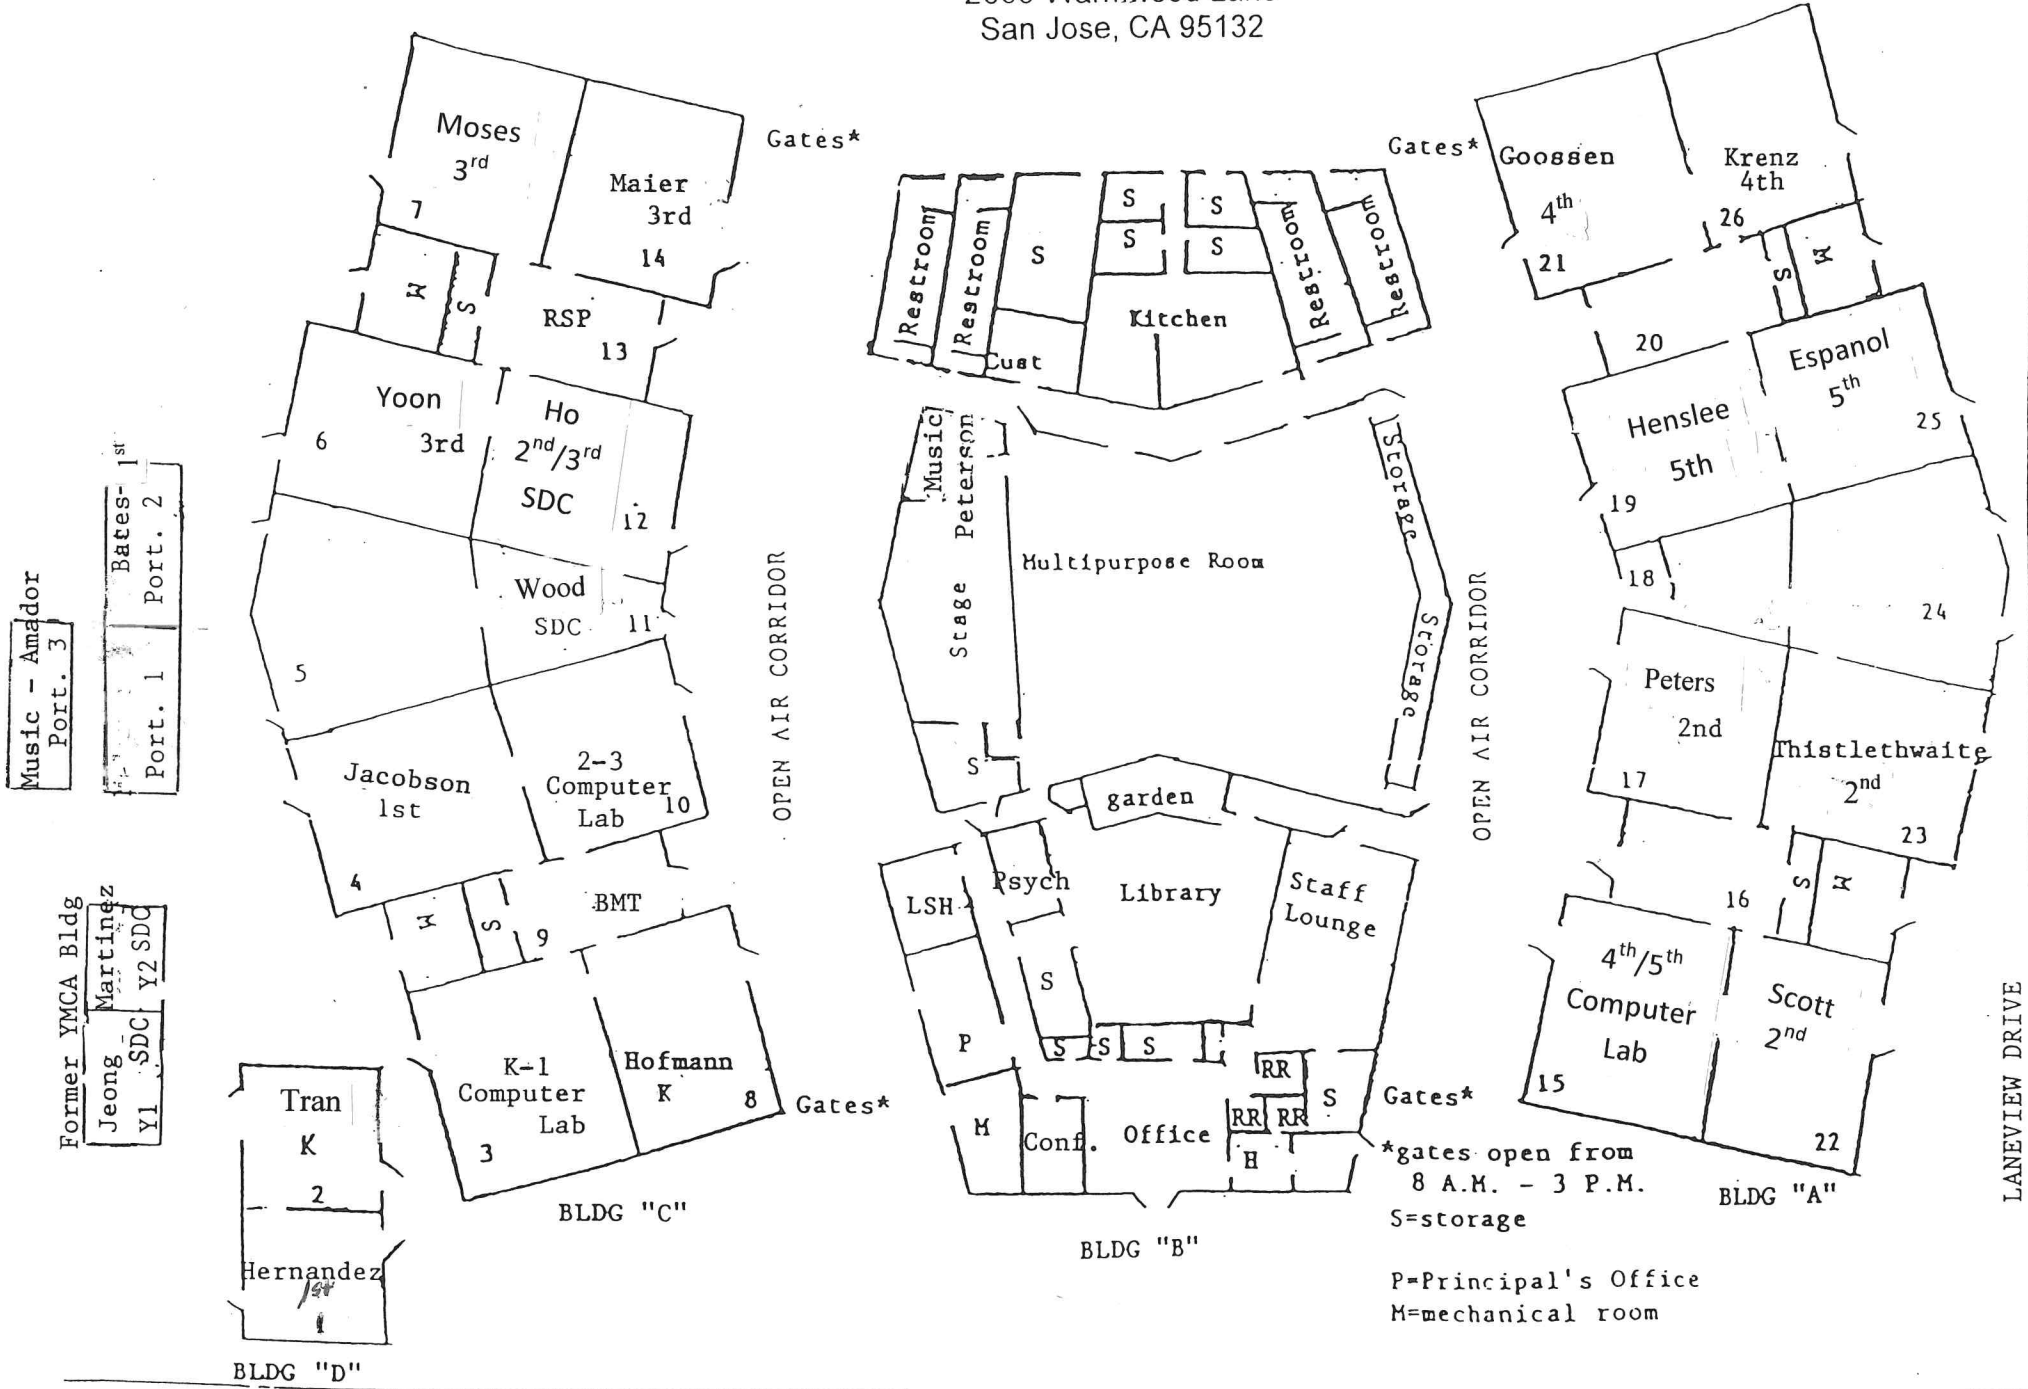 San Jose, CA 95132
Moses
3rd
7
Maier
3rd
14
Gates*
M
S
RSP
13
Yoon
3rd
6
Ho
2nd/3rd
SDC
12
Wood
SDC
11
5
Jacobson
1st
4
2-3
Computer
Lab
10
M
S
BMT
9
K-1
Computer
Lab
3
Hofmann
K
8
Gates*
BLDG "C"
Music - Amador
Port. 3
Bates- 1st
Port. 2
Port. 1
Former YMCA Bldg
Martinez
Y2 SDC
Jeong
Y1 SDC
Tran
K
2
Hernandez
1st
1
BLDG "D"
OPEN AIR CORRIDOR
Restroom
Restroom
S
S
S
S
S
Restroom
Restroom
Cust
Kitchen
Music
Peterson
Stage
Multipurpose Room
Storage
Storage
S
garden
LSH
Psych
Library
Staff
Lounge
S
P
S
S
S
RR
RR
RR
S
M
Conf.
Office
H
BLDG "B"
OPEN AIR CORRIDOR
Gates*
Goossen
4th
21
Krenz
4th
26
S
M
20
Henslee
5th
19
Espanol
5th
25
18
24
Peters
2nd
17
Thistlethwaite
2nd
23
S
M
16
4th/5th
Computer
Lab
15
Scott
2nd
22
BLDG "A"
LANEVIEW DRIVE
Gates*
*gates open from
8 A.M. - 3 P.M.
S=storage
P=Principal's Office
M=mechanical room